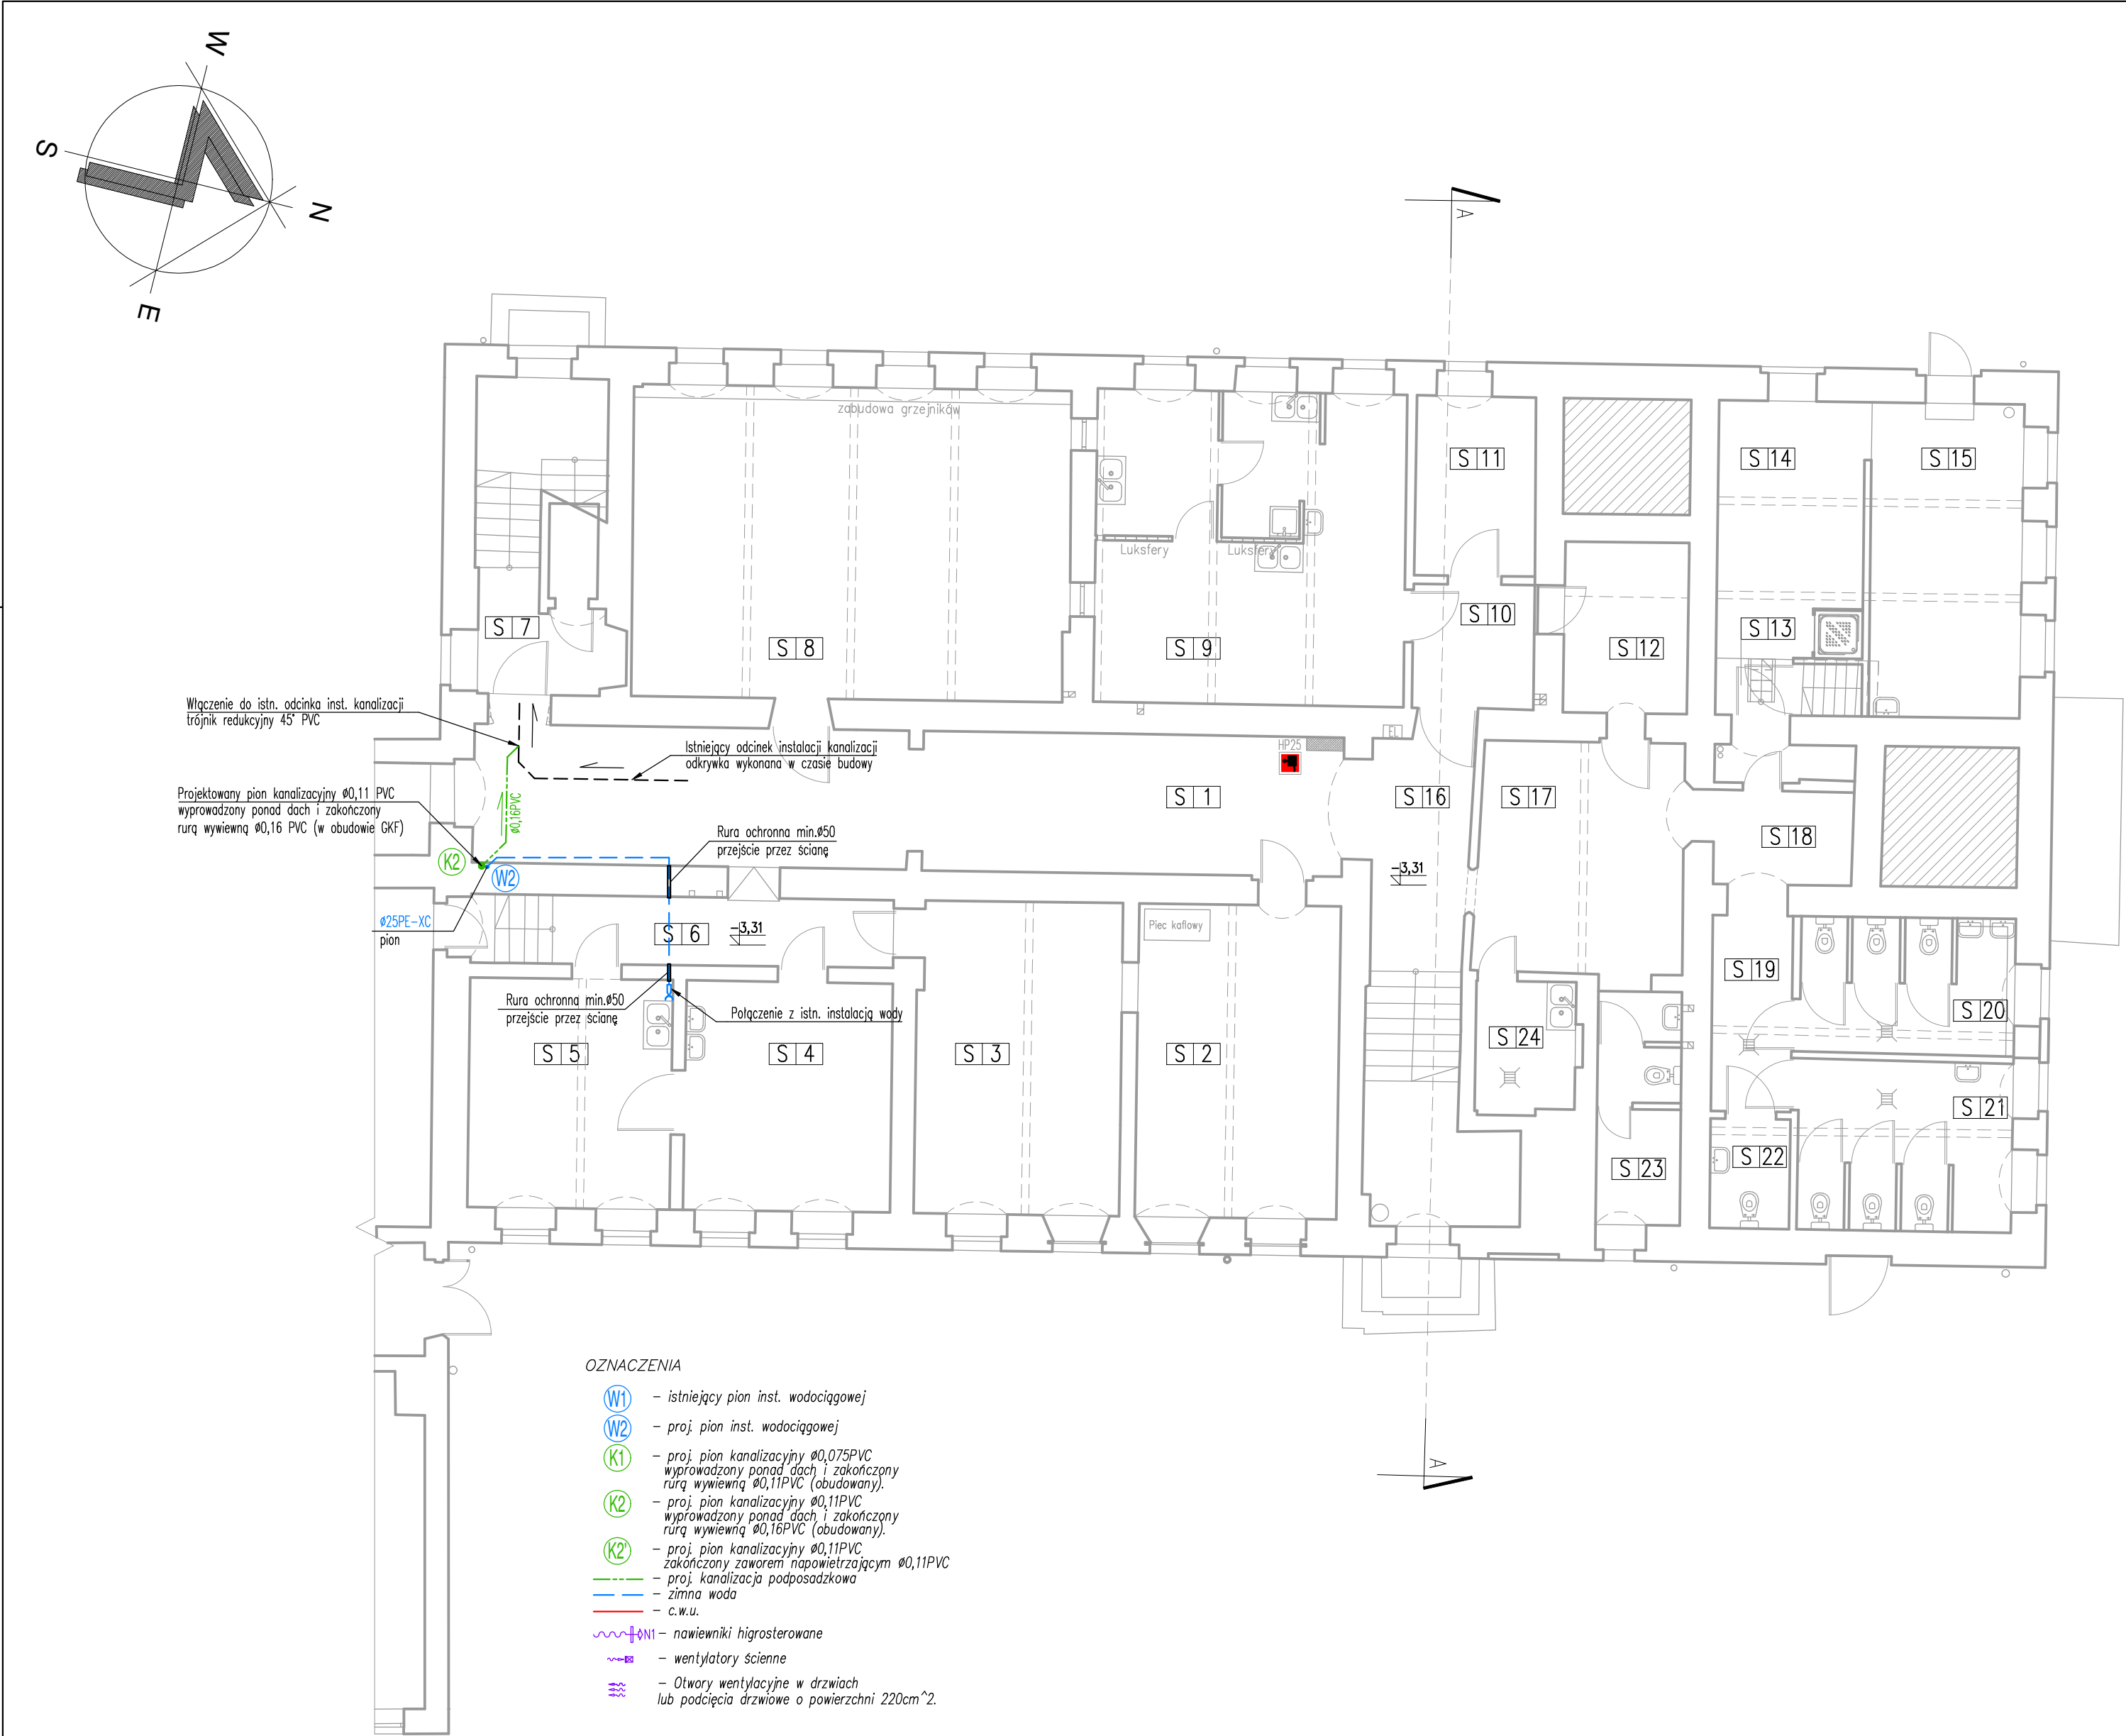 W
S
N
E
A
zabudowa grzejników
S 11
S 14
S 15
Luksfery
Luksfery
S 10
S 7
S 8
S 9
S 12
S 13
Włączenie do istn. odcinka inst. kanalizacji
trójnik redukcyjny 45° PVC
Istniejący odcinek instalacji kanalizacji
odkrywka wykonana w czasie budowy
EL
HP25
Projektowany pion kanalizacyjny ø0,11 PVC
wyprowadzony ponad dach i zakończony
rurą wywiewną ø0,16 PVC (w obudowie GKF)
ø0,16PVC
S 1
S 16
S 17
S 18
Rura ochronna min.ø50
przejście przez ścianę
K2
W2
-3,31
ø25PE-XC
pion
S 6
-3,31
Piec kaflowy
S 19
Rura ochronna min.ø50
przejście przez ścianę
Połączenie z istn. instalacją wody
S 20
S 5
S 4
S 3
S 2
S 24
S 21
S 22
S 23
OZNACZENIA
W1 - istniejący pion inst. wodociągowej
W2 - proj. pion inst. wodociągowej
K1 - proj. pion kanalizacyjny ø0,075PVC
wyprowadzony ponad dach i zakończony
rurą wywiewną ø0,11PVC (obudowany).
K2 - proj. pion kanalizacyjny ø0,11PVC
wyprowadzony ponad dach i zakończony
rurą wywiewną ø0,16PVC (obudowany).
K2' - proj. pion kanalizacyjny ø0,11PVC
zakończony zaworem napowietrzającym ø0,11PVC
- proj. kanalizacja podposadzkowa
- zimna woda
- c.w.u.
N1 - nawiewniki higrosterowane
- wentylatory ścienne
- Otwory wentylacyjne w drzwiach
lub podcięcia drzwiowe o powierzchni 220cm^2.
A